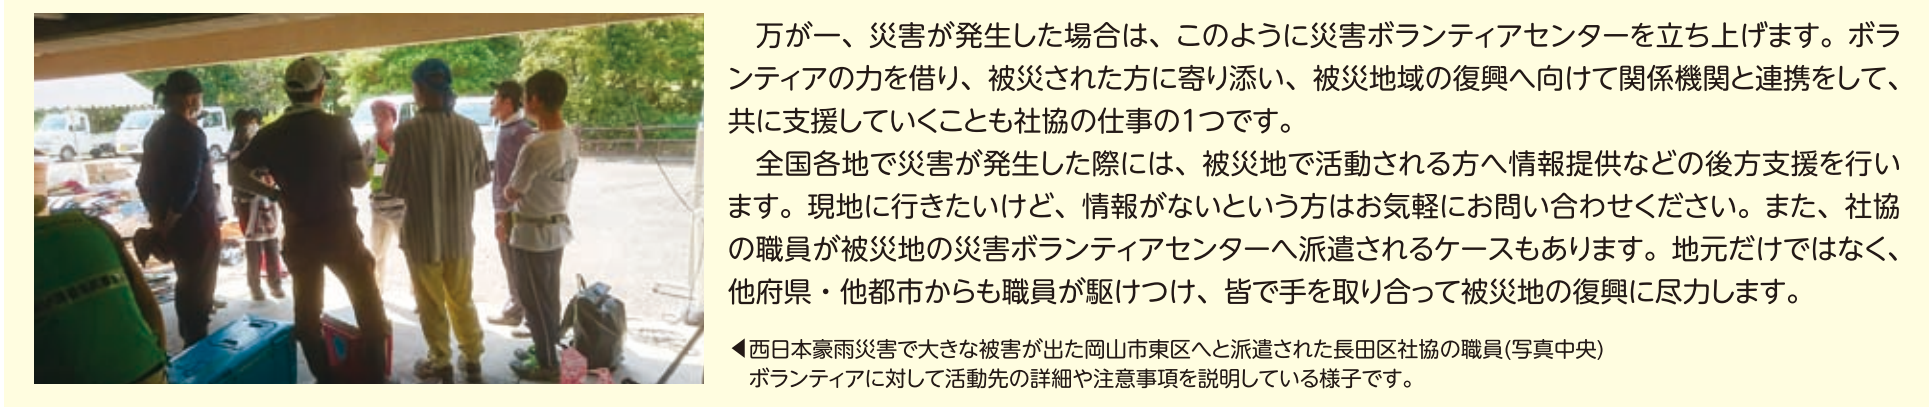 万が一、災害が発生した場合は、このように災害ボランティアセンターを立ち上げます。ボラ
ンティアの力を借り、被災された方に寄り添い、被災地域の復興へ向けて関係機関と連携をして、
共に支援していくことも社協の仕事の1つです。
全国各地で災害が発生した際には、被災地で活動される方へ情報提供などの後方支援を行い
ます。現地に行きたいけど、情報がないという方はお気軽にお問い合わせください。また、社協
の職員が被災地の災害ボランティアセンターへ派遣されるケースもあります。地元だけではなく、
他府県・他都市からも職員が駆けつけ、皆で手を取り合って被災地の復興に尽力します。
◀西日本豪雨災害で大きな被害が出た岡山市東区へと派遣された長田区社協の職員(写真中央)
ボランティアに対して活動先の詳細や注意事項を説明している様子です。